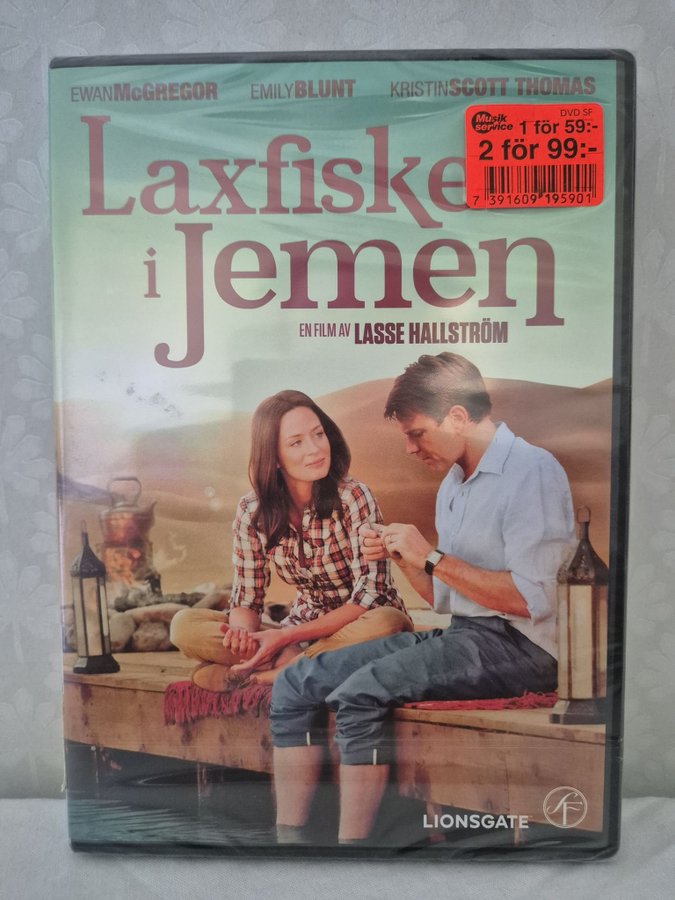 EWAN McGREGOR EMILY BLUNT KRISTIN SCOTT THOMAS
Laxfiske
i Jemen
EN FILM AV LASSE HALLSTRÖM
DVD SF
Musik
service 1 för 59:-
2 för 99:-
7 391609 195901
LIONSGATE SF